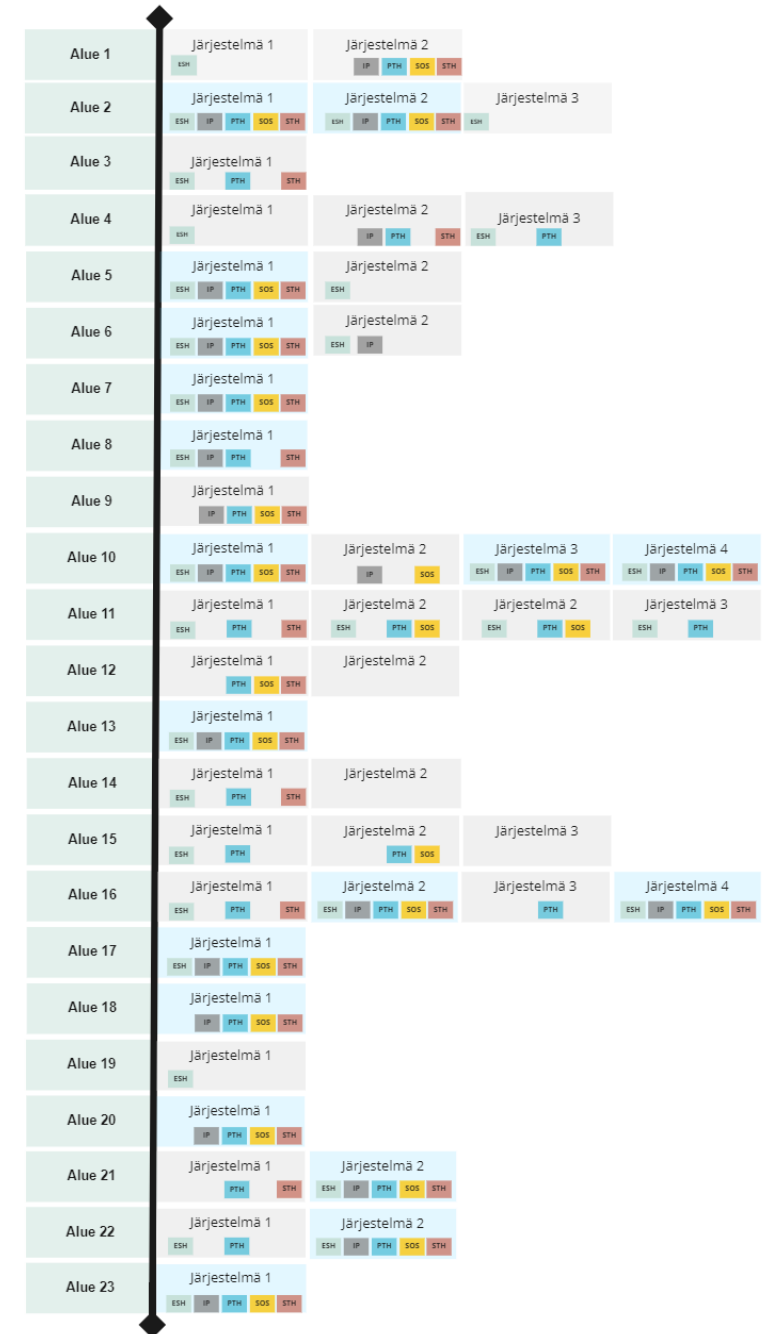 Alue 1
Järjestelmä 1
ESH
Järjestelmä 2
IP PTH SOS STH
Alue 2
Järjestelmä 1
ESH IP PTH SOS STH
Järjestelmä 2
ESH IP PTH SOS STH
Järjestelmä 3
ESH
Alue 3
Järjestelmä 1
ESH PTH STH
Alue 4
Järjestelmä 1
ESH
Järjestelmä 2
IP PTH STH
Järjestelmä 3
ESH PTH
Alue 5
Järjestelmä 1
ESH IP PTH SOS STH
Järjestelmä 2
ESH
Alue 6
Järjestelmä 1
ESH IP PTH SOS STH
Järjestelmä 2
ESH IP
Alue 7
Järjestelmä 1
ESH IP PTH SOS STH
Alue 8
Järjestelmä 1
ESH IP PTH STH
Alue 9
Järjestelmä 1
IP PTH SOS STH
Alue 10
Järjestelmä 1
ESH IP PTH SOS STH
Järjestelmä 2
IP SOS
Järjestelmä 3
ESH IP PTH SOS STH
Järjestelmä 4
ESH IP PTH SOS STH
Alue 11
Järjestelmä 1
ESH PTH STH
Järjestelmä 2
ESH PTH SOS
Järjestelmä 2
ESH PTH SOS
Järjestelmä 3
ESH PTH
Alue 12
Järjestelmä 1
PTH SOS STH
Järjestelmä 2
Alue 13
Järjestelmä 1
ESH IP PTH SOS STH
Alue 14
Järjestelmä 1
ESH PTH STH
Järjestelmä 2
Alue 15
Järjestelmä 1
ESH PTH
Järjestelmä 2
PTH SOS
Järjestelmä 3
Alue 16
Järjestelmä 1
ESH PTH STH
Järjestelmä 2
ESH IP PTH SOS STH
Järjestelmä 3
PTH
Järjestelmä 4
ESH IP PTH SOS STH
Alue 17
Järjestelmä 1
ESH IP PTH SOS STH
Alue 18
Järjestelmä 1
IP PTH SOS STH
Alue 19
Järjestelmä 1
ESH
Alue 20
Järjestelmä 1
IP PTH SOS STH
Alue 21
Järjestelmä 1
PTH STH
Järjestelmä 2
ESH IP PTH SOS STH
Alue 22
Järjestelmä 1
ESH PTH
Järjestelmä 2
ESH IP PTH SOS STH
Alue 23
Järjestelmä 1
ESH IP PTH SOS STH